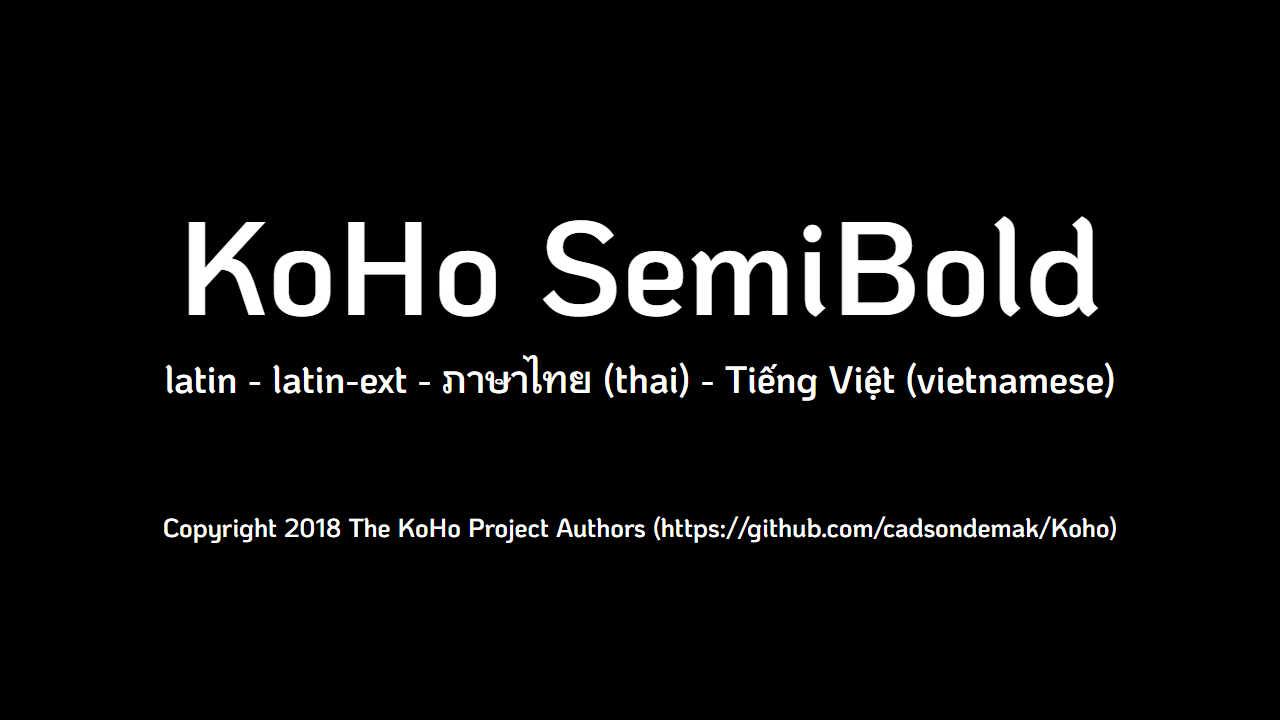 KoHo SemiBold
latin - latin-ext - ภาษาไทย (thai) - Tiếng Việt (vietnamese)
Copyright 2018 The KoHo Project Authors (https://github.com/cadsondemak/Koho)